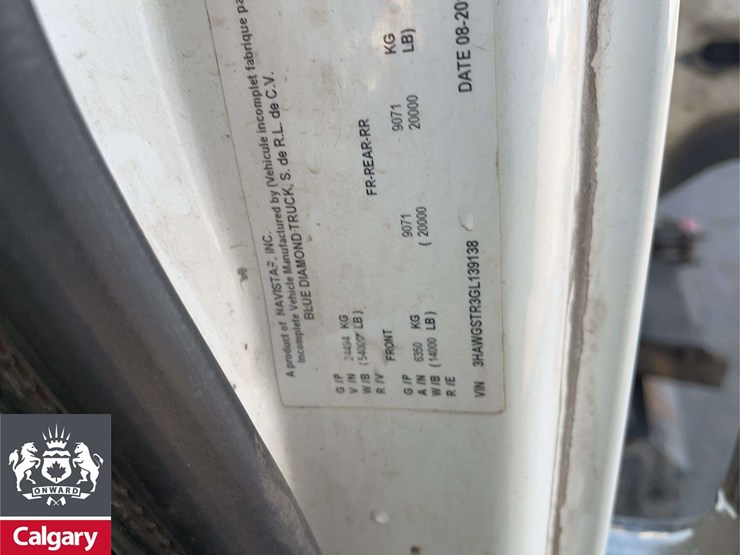 A product of NAVISTAR, INC.
Incomplete Vehicle Manufactured by (Vehicule incomplet fabrique pa
BLUE DIAMOND TRUCK, S. de R.L. de C.V.
G / P
V / N 24494 KG
W / B ( 54000 LB )
R / V
FRONT FR-REAR-RR
G / P
A / N 6350 KG 9071 9071 KG
W / B ( 14000 LB ) ( 20000 20000 LB)
R / E
VIN 3HAWGSTR3GL139138 DATE 08-20
ONWARD
Calgary